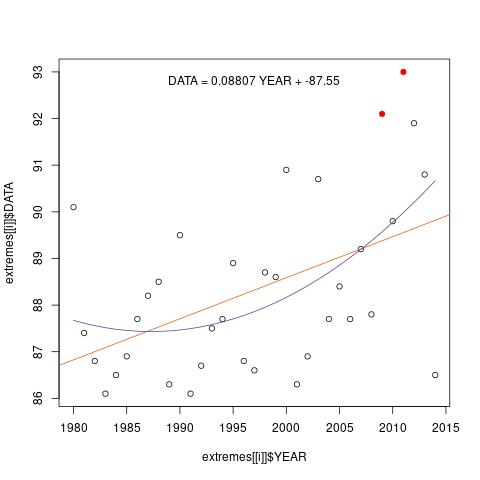 DATA = 0.08807 YEAR + -87.55
93
92
91
90
89
88
87
86
extremes[[i]]$DATA
1980 1985 1990 1995 2000 2005 2010 2015
extremes[[i]]$YEAR